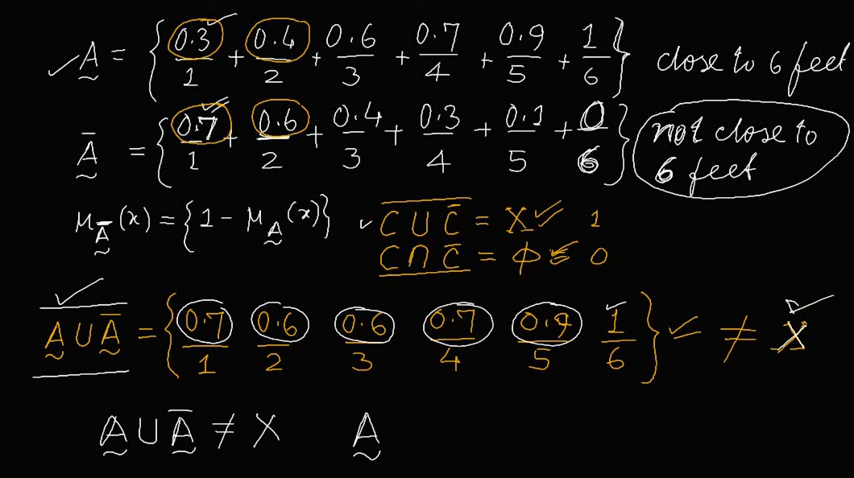 ✓ A̰ = { 0.3/1 + 0.4/2 + 0.6/3 + 0.7/4 + 0.9/5 + 1/6 } close to 6 feet
A̰̅ = { 0.7/1 + 0.6/2 + 0.4/3 + 0.3/4 + 0.1/5 + 0/6 } not close to 6 feet
μ_A̰̅(x) = { 1 - μ_A̰(x) } ✓ C ∪ C̅ = X ✓ 1
C ∩ C̅ = ϕ 0
A̰ ∪ A̰̅ = { 0.7/1 0.6/2 0.6/3 0.7/4 0.9/5 1/6 } ✓ ≠ X
A̰ ∪ A̰̅ ≠ X A̰